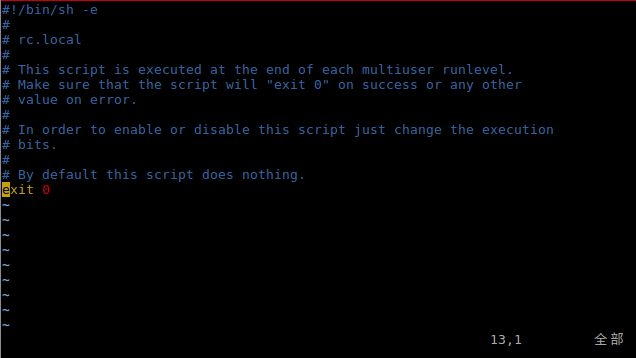 #!/bin/sh -e
#
# rc.local
#
# This script is executed at the end of each multiuser runlevel.
# Make sure that the script will "exit 0" on success or any other
# value on error.
#
# In order to enable or disable this script just change the execution
# bits.
#
# By default this script does nothing.
exit 0
~
~
~
~
~
~
~
~
~
13,1 全部